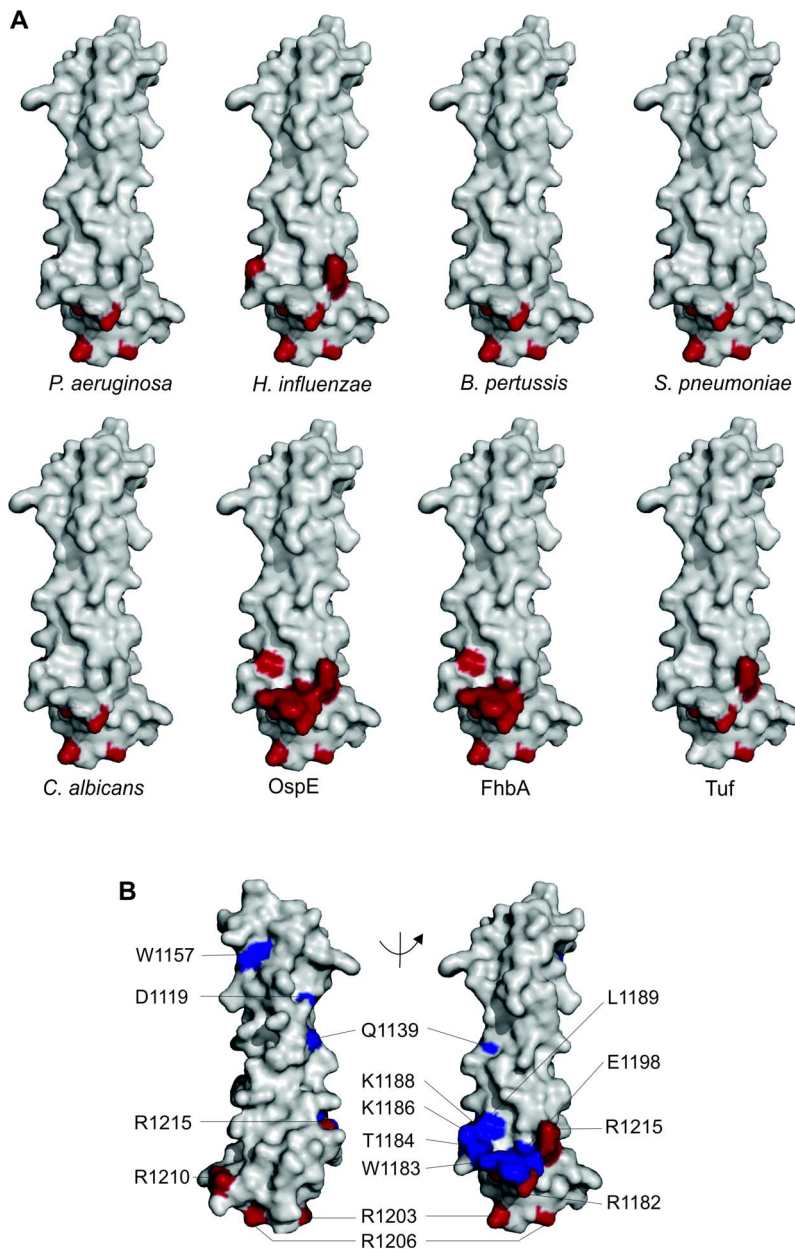 A
P. aeruginosa H. influenzae B. pertussis S. pneumoniae
C. albicans OspE FhbA Tuf
B
W1157
D1119
L1189
Q1139
E1198
K1188
K1186
R1215 R1215
T1184
W1183
R1210
R1182
R1203
R1206